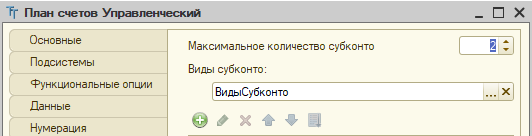 План счетов Управленческий
Основные
Подсистемы
Функциональные опции
Данные
Нумерация
Максимальное количество субконто 2
Виды субконто:
ВидыСубконто ...